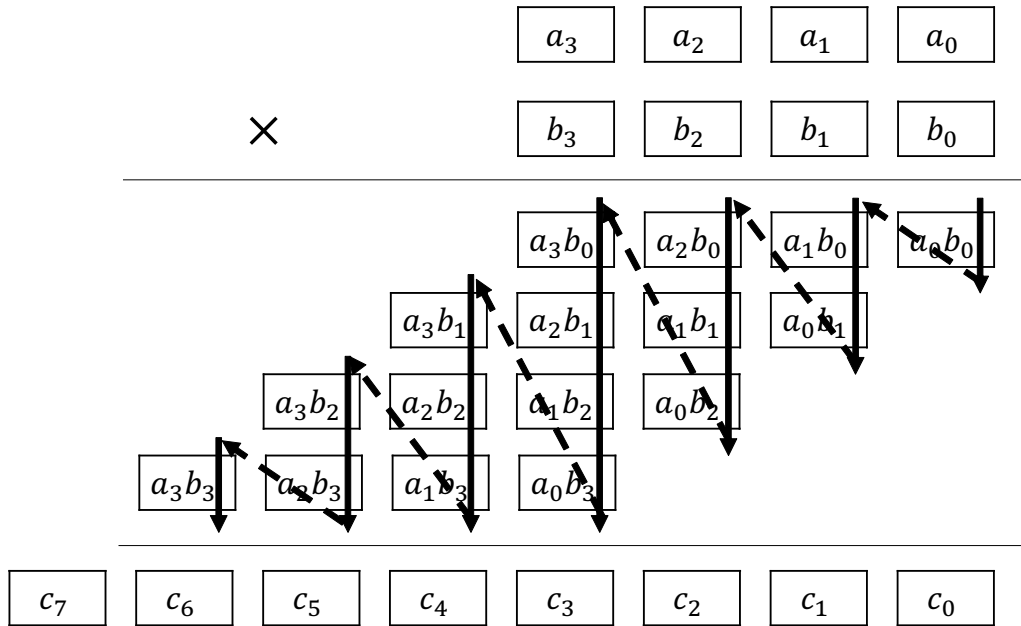 a₃ a₂ a₁ a₀
× b₃ b₂ b₁ b₀
a₃b₀ a₂b₀ a₁b₀ a₀b₀
a₃b₁ a₂b₁ a₁b₁ a₀b₁
a₃b₂ a₂b₂ a₁b₂ a₀b₂
a₃b₃ a₂b₃ a₁b₃ a₀b₃
c₇ c₆ c₅ c₄ c₃ c₂ c₁ c₀